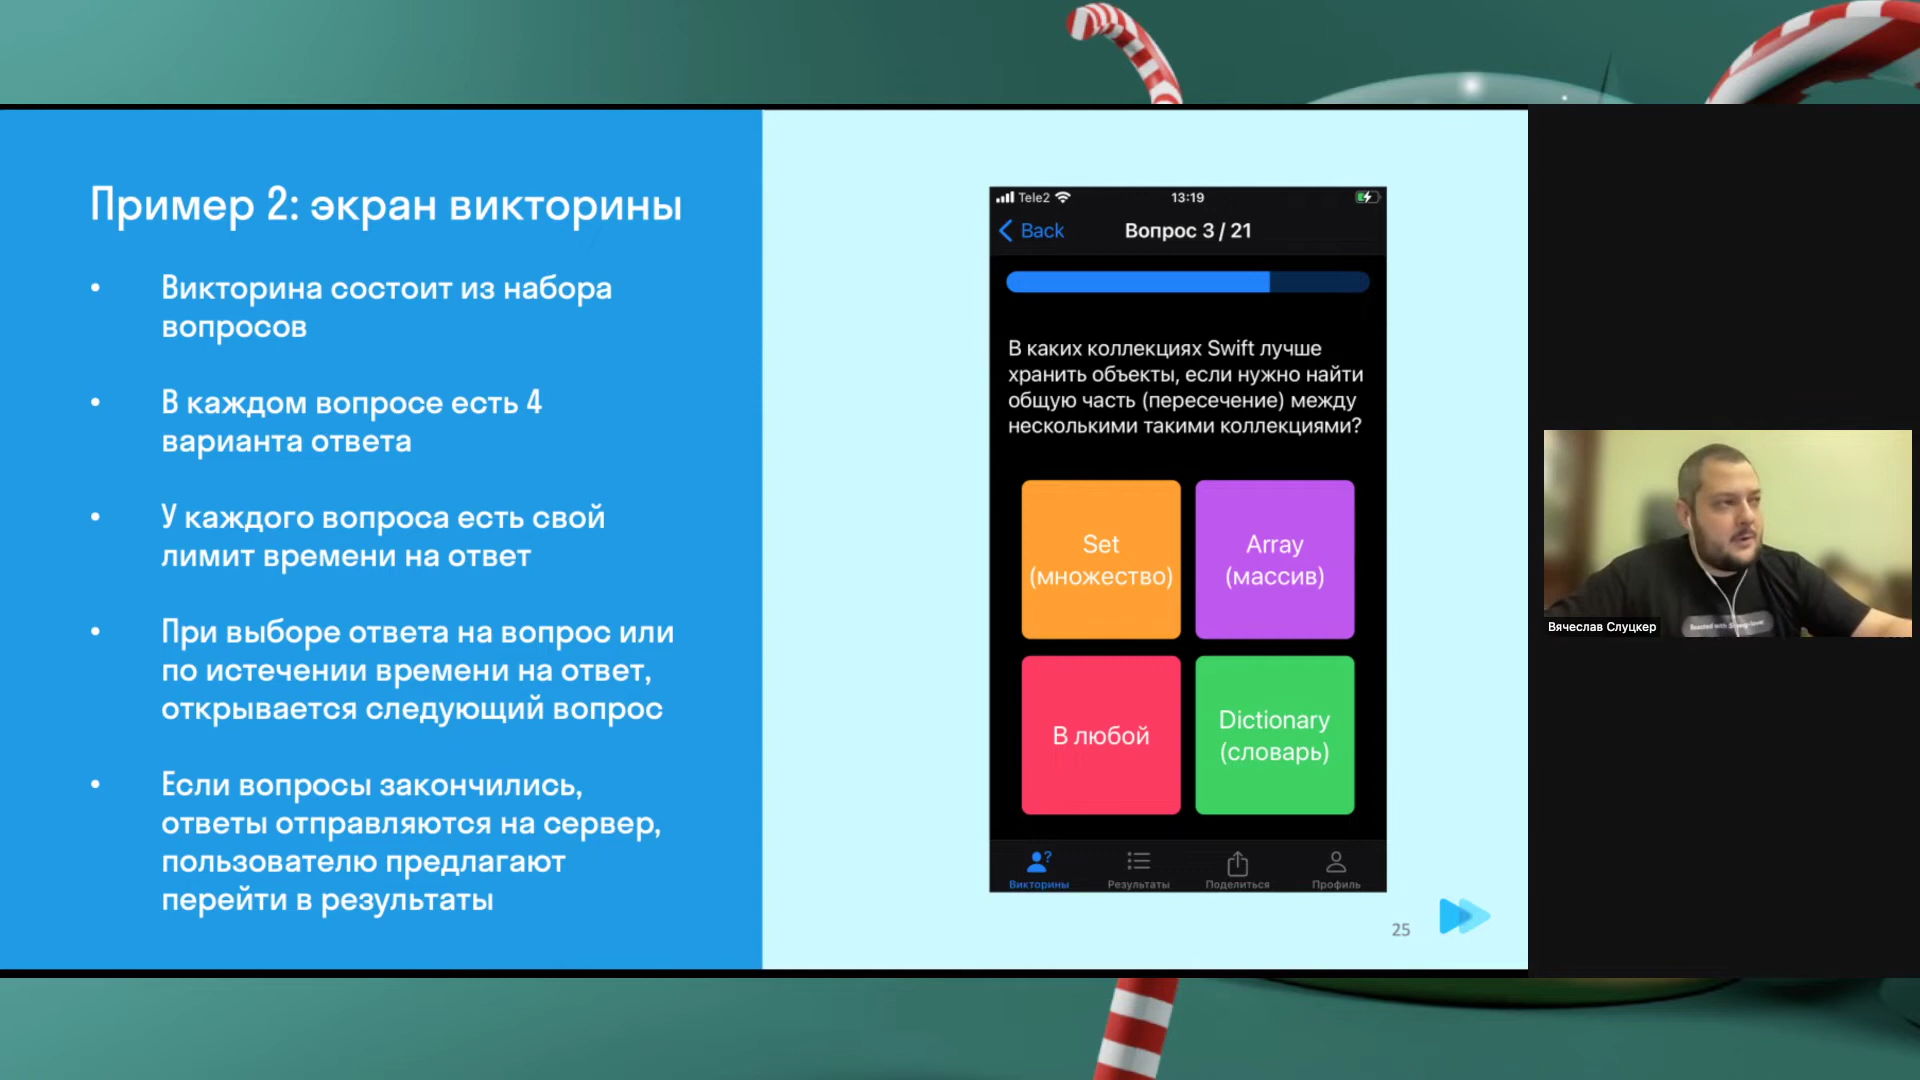 Пример 2: экран викторины
• Викторина состоит из набора
вопросов
• В каждом вопросе есть 4
варианта ответа
• У каждого вопроса есть свой
лимит времени на ответ
• При выборе ответа на вопрос или
по истечении времени на ответ,
открывается следующий вопрос
• Если вопросы закончились,
ответы отправляются на сервер,
пользователю предлагают
перейти в результаты
Tele2 13:19
Back Вопрос 3 / 21
В каких коллекциях Swift лучше
хранить объекты, если нужно найти
общую часть (пересечение) между
несколькими такими коллекциями?
Set
(множество)
Array
(массив)
В любой
Dictionary
(словарь)
Викторины Результаты Поделиться Профиль
25
Вячеслав Слуцкер